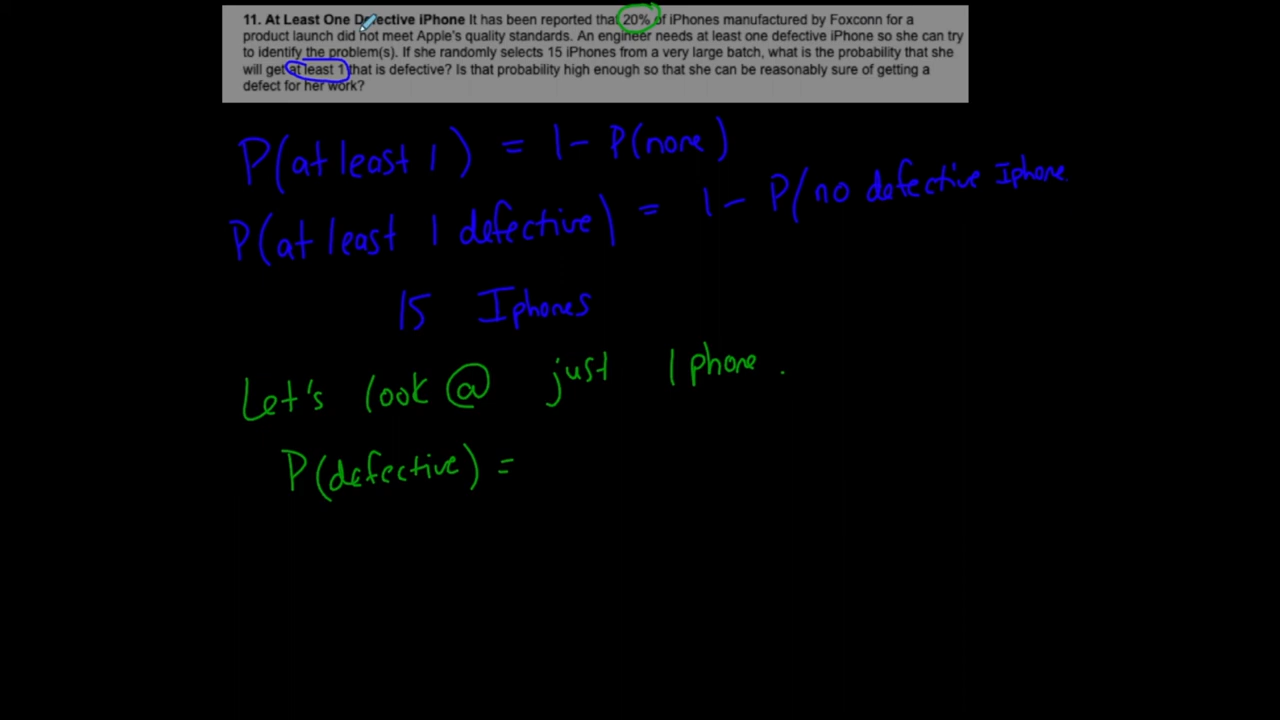 11. At Least One Defective iPhone It has been reported that 20% of iPhones manufactured by Foxconn for a
product launch did not meet Apple's quality standards. An engineer needs at least one defective iPhone so she can try
to identify the problem(s). If she randomly selects 15 iPhones from a very large batch, what is the probability that she
will get at least 1 that is defective? Is that probability high enough so that she can be reasonably sure of getting a
defect for her work?
P(at least 1) = 1 - P(none)
P(at least 1 defective) = 1 - P(no defective Iphone
15 Iphones
Let's look @ just 1 phone.
P(defective) =